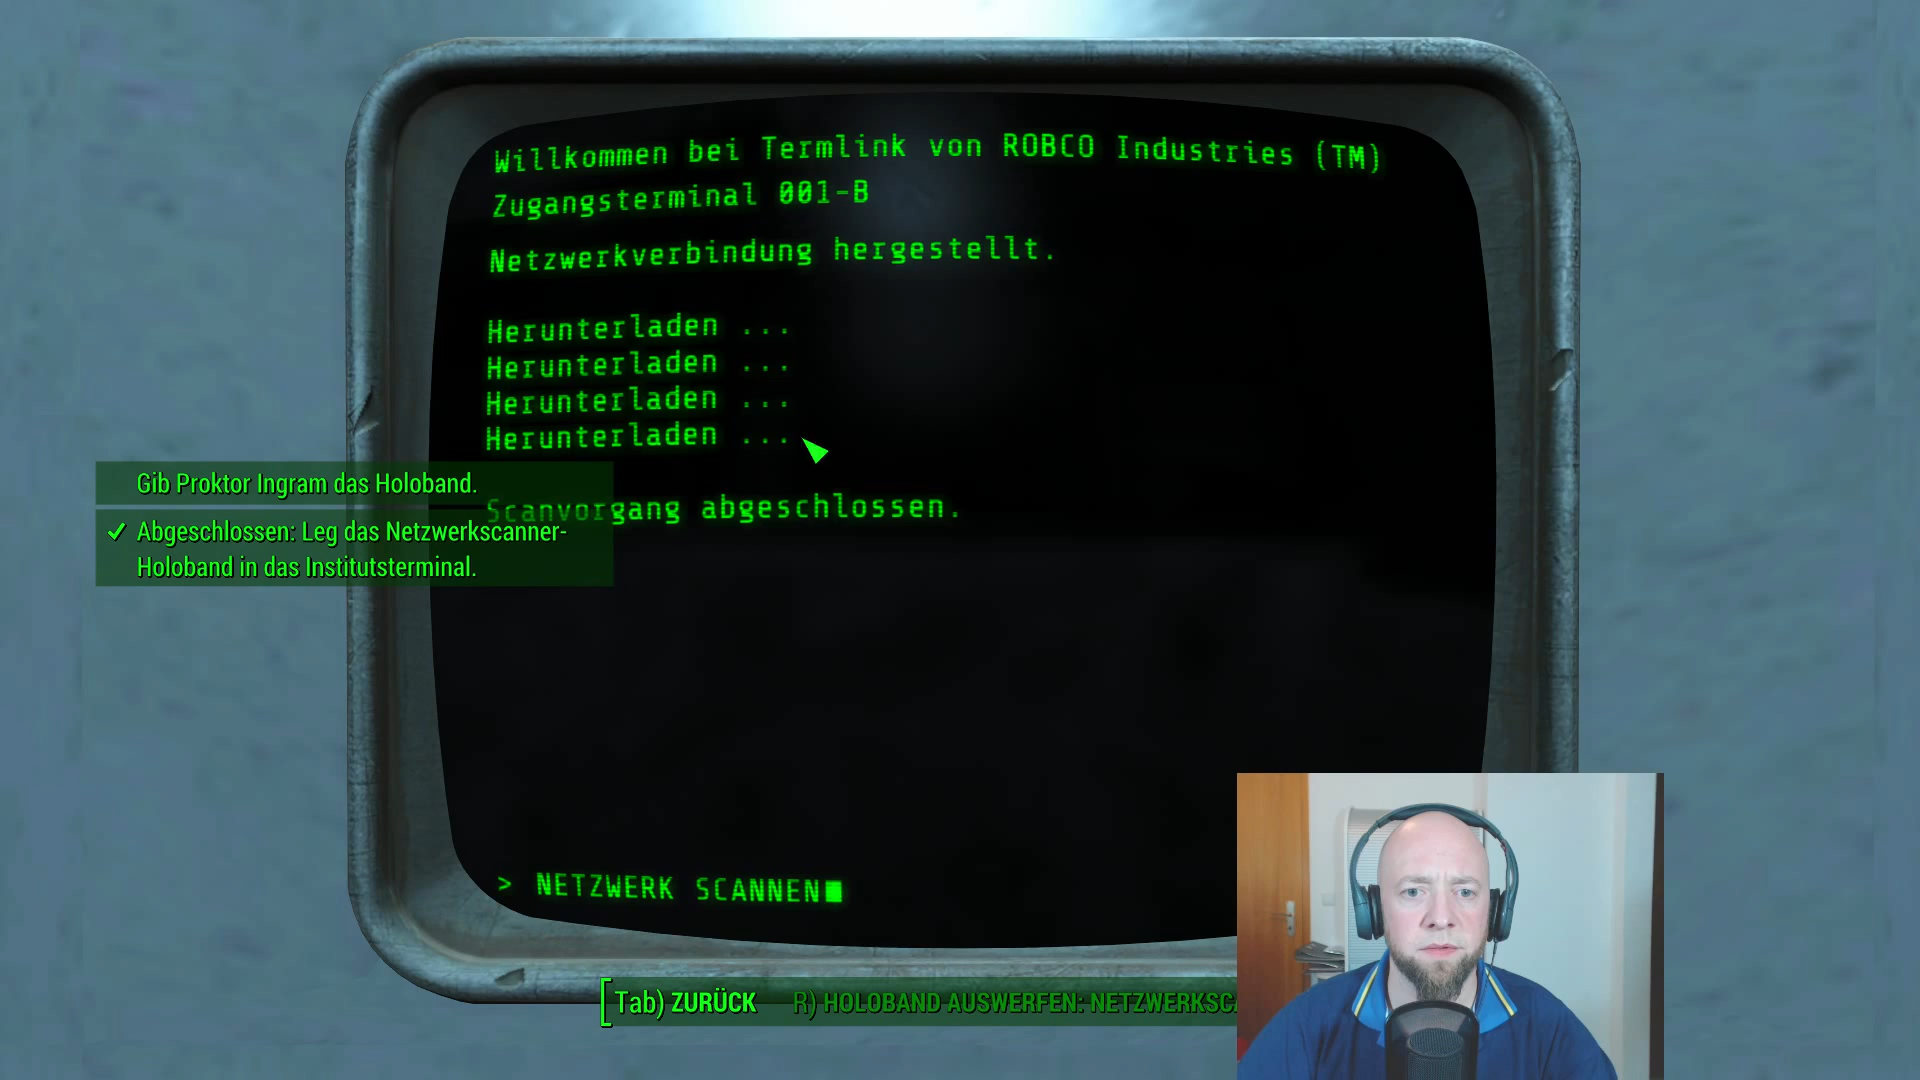 Willkommen bei Termlink von ROBCO Industries (TM)
Zugangsterminal 001-B
Netzwerkverbindung hergestellt.
Herunterladen ...
Herunterladen ...
Herunterladen ...
Herunterladen ...
Gib Proktor Ingram das Holoband.
Scanvorgang abgeschlossen.
✓ Abgeschlossen: Leg das Netzwerkscanner-
Holoband in das Institutsterminal.
> NETZWERK SCANNEN
Tab) ZURÜCK R) HOLOBAND AUSWERFEN: